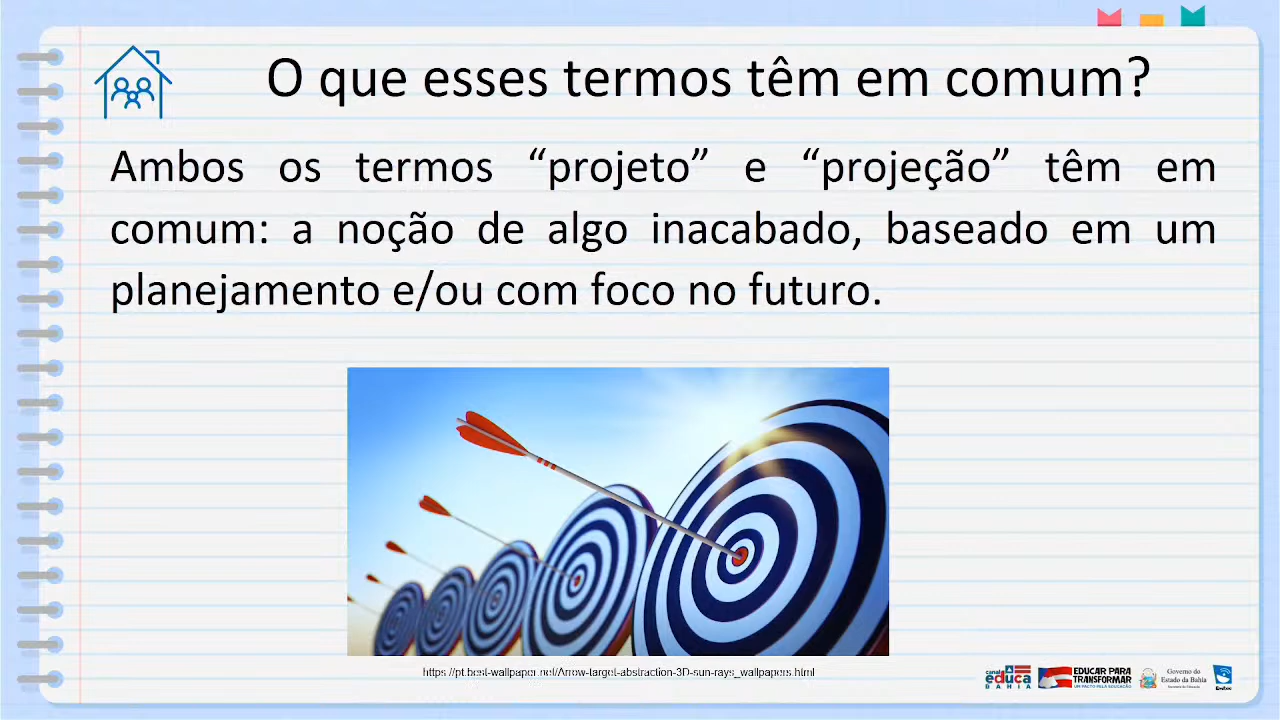 O que esses termos têm em comum?
Ambos os termos “projeto” e “projeção” têm em
comum: a noção de algo inacabado, baseado em um
planejamento e/ou com foco no futuro.
https://pt.best-wallpaper.net/Arrow-target-abstraction-3D-sun-rays_wallpapers.html
canal
educa
BAHIA
EDUCAR PARA
TRANSFORMAR
UM PACTO PELA EDUCAÇÃO
Governo do
Estado da Bahia
Secretaria da Educação